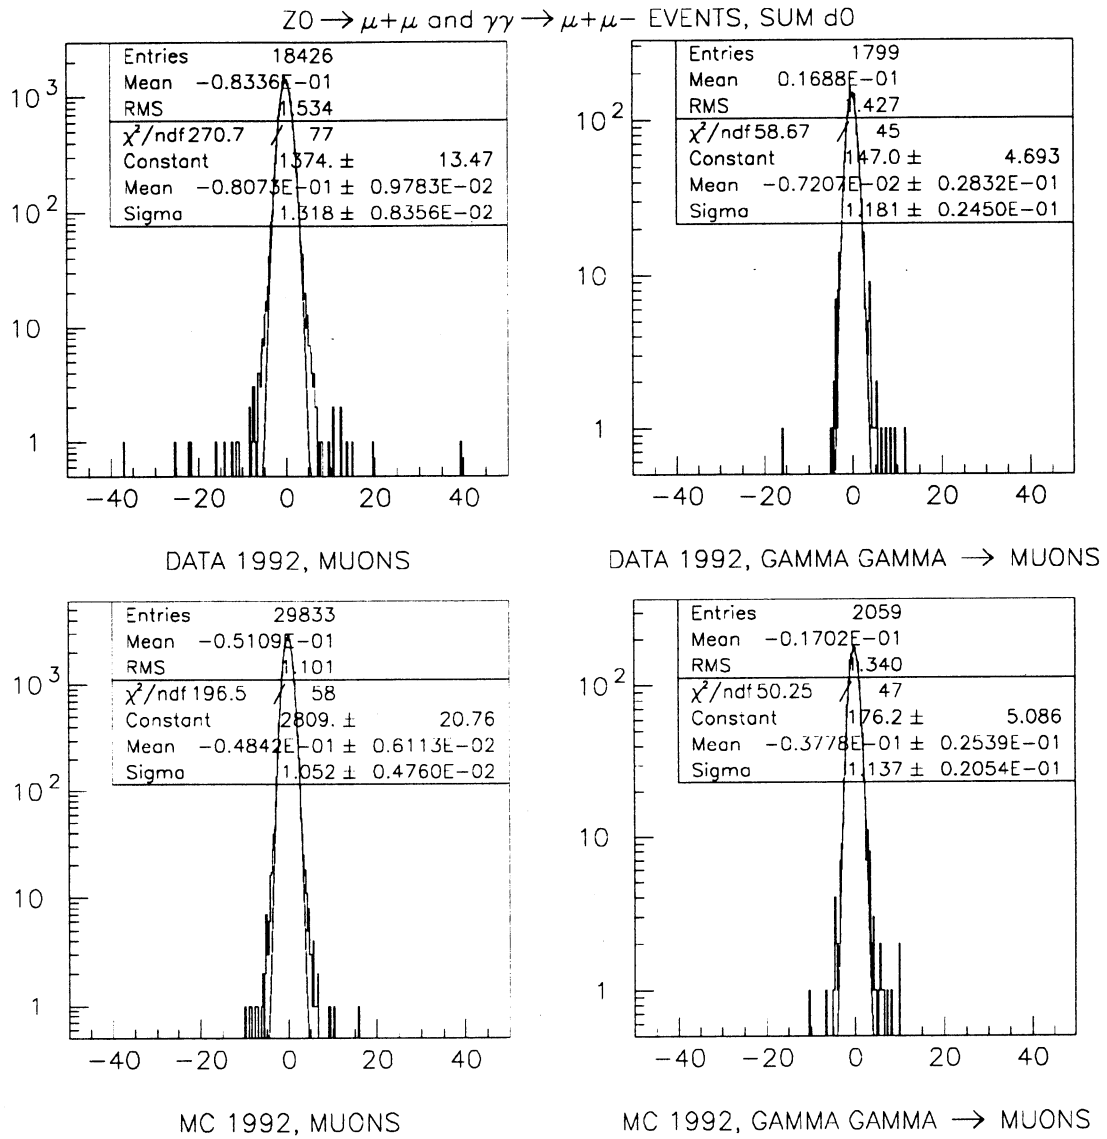 ZO → μ+μ and γγ → μ+μ− EVENTS, SUM dO
Entries 18426
Mean −0.8336E−01
RMS 1.534
χ²/ndf 270.7 / 77
Constant 1374. ± 13.47
Mean −0.8073E−01 ± 0.9783E−02
Sigma 1.318 ± 0.8356E−02
10³
10²
10
1
−40 −20 0 20 40
DATA 1992, MUONS
Entries 1799
Mean 0.1688E−01
RMS 1.427
χ²/ndf 58.67 / 45
Constant 147.0 ± 4.693
Mean −0.7207E−02 ± 0.2832E−01
Sigma 1.181 ± 0.2450E−01
10²
10
1
−40 −20 0 20 40
DATA 1992, GAMMA GAMMA → MUONS
Entries 29833
Mean −0.5109E−01
RMS 1.101
χ²/ndf 196.5 / 58
Constant 2809. ± 20.76
Mean −0.4842E−01 ± 0.6113E−02
Sigma 1.052 ± 0.4760E−02
10³
10²
10
1
−40 −20 0 20 40
MC 1992, MUONS
Entries 2059
Mean −0.1702E−01
RMS 1.340
χ²/ndf 50.25 / 47
Constant 176.2 ± 5.086
Mean −0.3778E−01 ± 0.2539E−01
Sigma 1.137 ± 0.2054E−01
10²
10
1
−40 −20 0 20 40
MC 1992, GAMMA GAMMA → MUONS